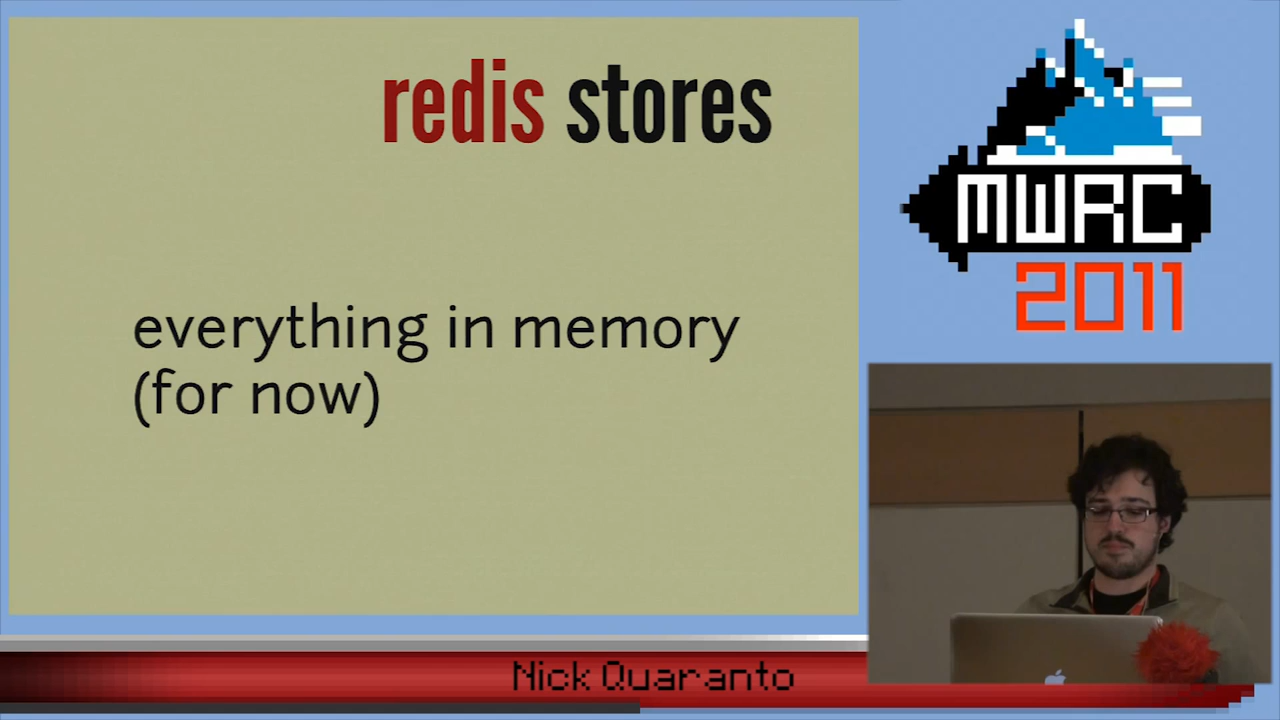 redis stores
everything in memory
(for now)
MWRC
2011
Nick Quaranto